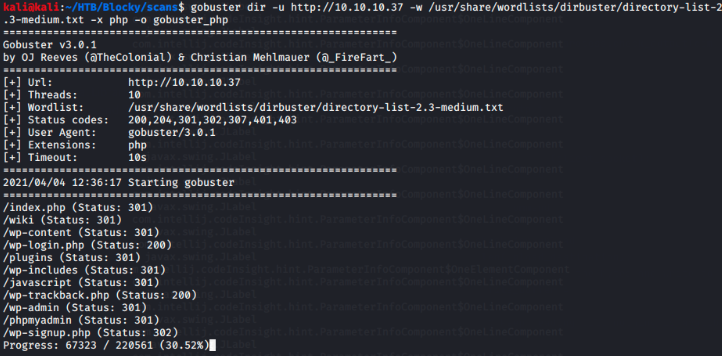 kali@kali:~/HTB/Blocky/scans$ gobuster dir -u http://10.10.10.37 -w /usr/share/wordlists/dirbuster/directory-list-2
.3-medium.txt -x php -o gobuster_php
===============================================================
Gobuster v3.0.1
by OJ Reeves (@TheColonial) & Christian Mehlmauer (@_FireFart_)
===============================================================
[+] Url:            http://10.10.10.37
[+] Threads:        10
[+] Wordlist:       /usr/share/wordlists/dirbuster/directory-list-2.3-medium.txt
[+] Status codes:   200,204,301,302,307,401,403
[+] User Agent:     gobuster/3.0.1
[+] Extensions:     php
[+] Timeout:        10s
===============================================================
2021/04/04 12:36:17 Starting gobuster
===============================================================
/index.php (Status: 301)
/wiki (Status: 301)
/wp-content (Status: 301)
/wp-login.php (Status: 200)
/plugins (Status: 301)
/wp-includes (Status: 301)
/javascript (Status: 301)
/wp-trackback.php (Status: 200)
/wp-admin (Status: 301)
/phpmyadmin (Status: 301)
/wp-signup.php (Status: 302)
Progress: 67323 / 220561 (30.52%)